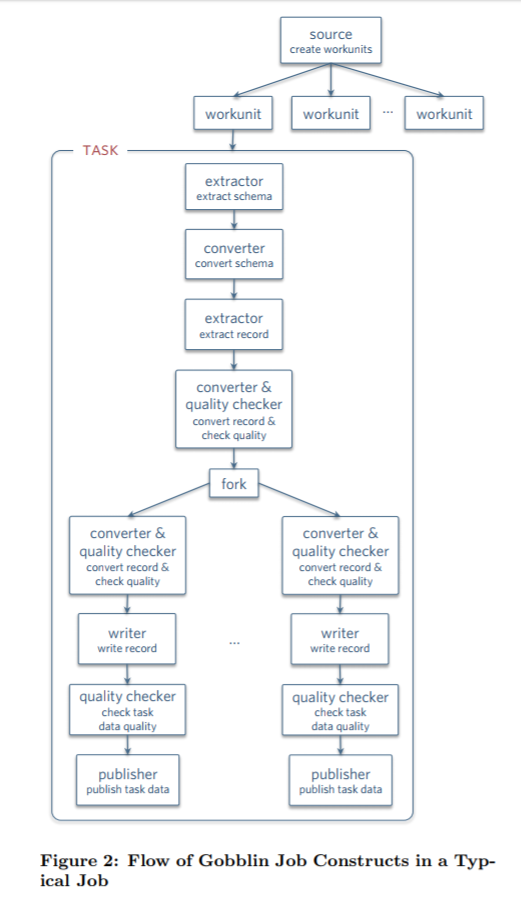 source
create workunits
workunit
workunit
...
workunit
TASK
extractor
extract schema
converter
convert schema
extractor
extract record
converter &
quality checker
convert record &
check quality
fork
converter &
quality checker
convert record &
check quality
converter &
quality checker
convert record &
check quality
writer
write record
...
writer
write record
quality checker
check task
data quality
quality checker
check task
data quality
publisher
publish task data
publisher
publish task data
Figure 2: Flow of Gobblin Job Constructs in a Typ-
ical Job